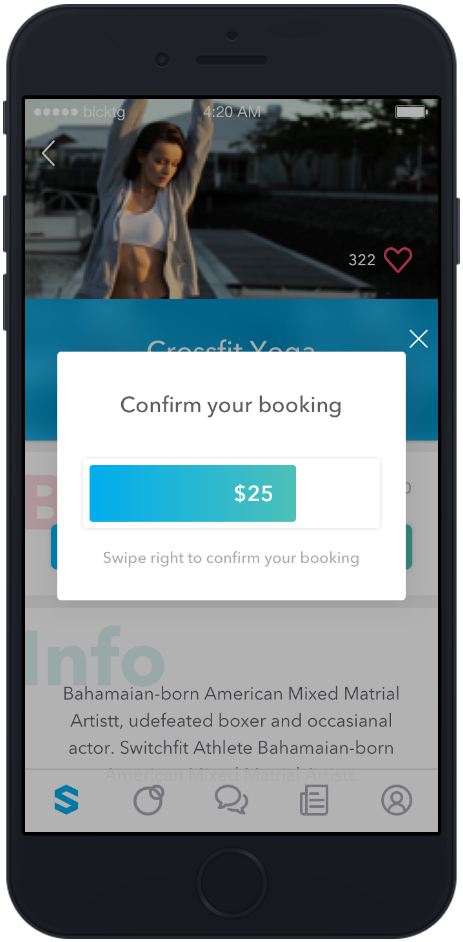 blcktg 4:20 AM
322
Crossfit Yoga
Confirm your booking
B
0
$25
Swipe right to confirm your booking
Info
Bahamaian-born American Mixed Matrial
Artistt, udefeated boxer and occasianal
actor. Switchfit Athlete Bahamaian-born
American Mixed Matrial Artistt.